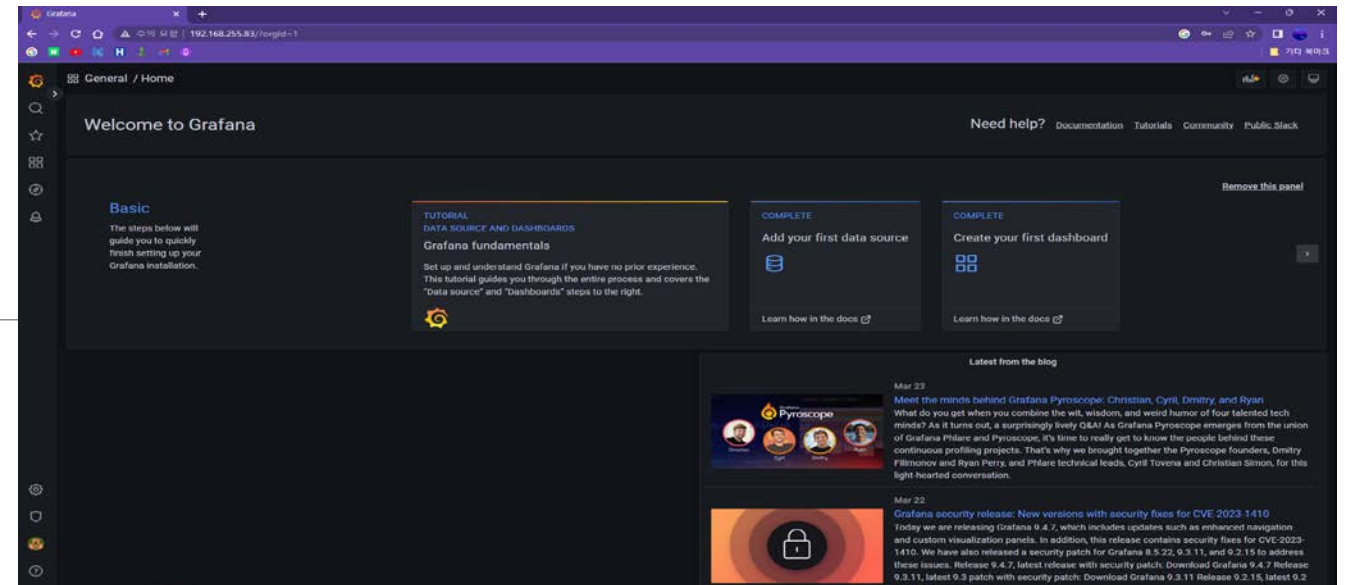 Grafana
주의 요함 | 192.168.255.83/?orgId=1
H
기타 북마크
General / Home
Welcome to Grafana
Need help? Documentation Tutorials Community Public Slack
Remove this panel
Basic
The steps below will
guide you to quickly
finish setting up your
Grafana installation.
TUTORIAL
DATA SOURCE AND DASHBOARDS
Grafana fundamentals
Set up and understand Grafana if you have no prior experience.
This tutorial guides you through the entire process and covers the
"Data source" and "Dashboards" steps to the right.
COMPLETE
Add your first data source
Learn how in the docs
COMPLETE
Create your first dashboard
Learn how in the docs
Latest from the blog
Mar 23
Meet the minds behind Grafana Pyroscope: Christian, Cyril, Dmitry, and Ryan
What do you get when you combine the wit, wisdom, and weird humor of four talented tech
minds? As it turns out, a surprisingly lively Q&A! As Grafana Pyroscope emerges from the union
of Grafana Phlare and Pyroscope, it's time to really get to know the people behind these
continuous profiling projects. That's why we brought together the Pyroscope founders, Dmitry
Filimonov and Ryan Perry, and Phlare technical leads, Cyril Tovena and Christian Simon, for this
light-hearted conversation.
Pyroscope
Mar 22
Grafana security release: New versions with security fixes for CVE-2023-1410
Today we are releasing Grafana 9.4.7, which includes updates such as enhanced navigation
and custom visualization panels. In addition, this release contains security fixes for CVE-2023-
1410. We have also released a security patch for Grafana 8.5.22, 9.3.11, and 9.2.15 to address
these issues. Release 9.4.7, latest release with security patch: Download Grafana 9.4.7 Release
9.3.11, latest 9.3 patch with security patch: Download Grafana 9.3.11 Release 9.2.15, latest 9.2